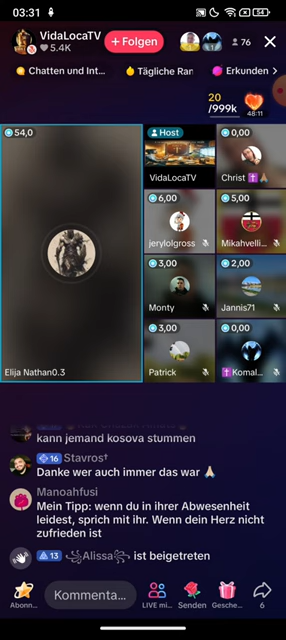 03:31
54
VidaLocaTV
5.4K
+ Folgen
1
76
Chatten und Int...
Tägliche Ran
Erkunden >
20
/999k
48:11
54,0
Host
0,00
VidaLocaTV
Christ ✝️🙏🏽
6,00
5,00
jerylolgross
Mikahvelli...
3,00
2,00
Monty
Jannis71
3,00
0,00
Elija Nathan0.3
Patrick
✝️Komal...
kann jemand kosova stummen
16 Stavros†
Danke wer auch immer das war 🙏🏻
Manoahfusi
Mein Tipp: wenn du in ihrer Abwesenheit
leidest, sprich mit ihr. Wenn dein Herz nicht
zufrieden ist
13 ꧁Alissa꧂ ist beigetreten
Abonn...
Kommenta...
LIVE mi...
Senden
Gesche...
6